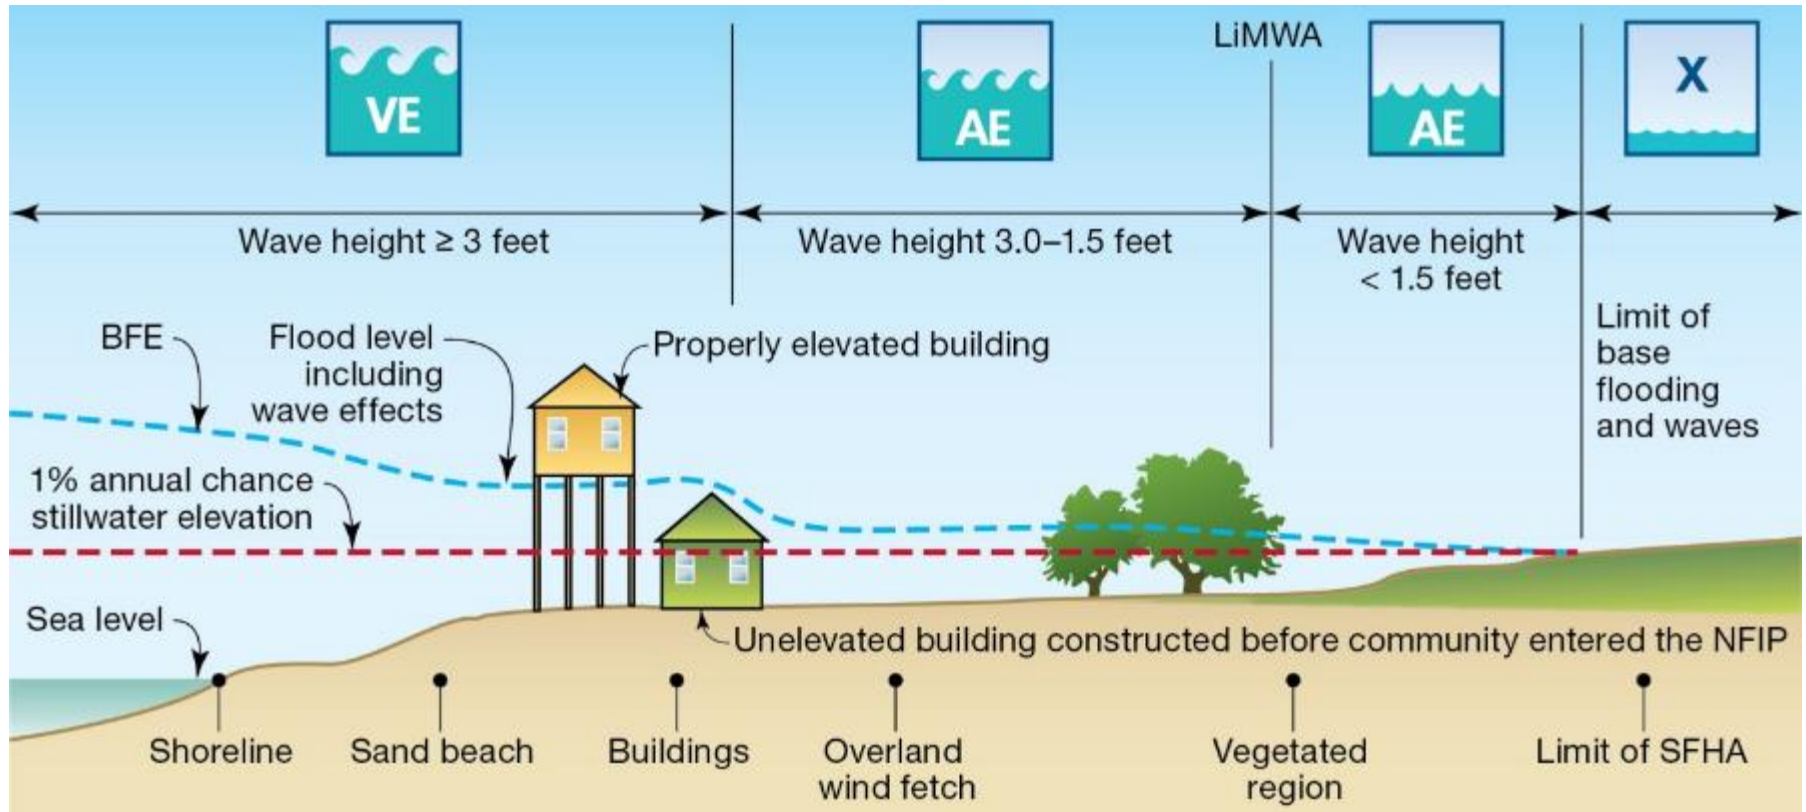 VE
AE
LiMWA
AE
X
Wave height ≥ 3 feet
Wave height 3.0–1.5 feet
Wave height
< 1.5 feet
BFE
Flood level
including
wave effects
Properly elevated building
Limit of
base
flooding
and waves
1% annual chance
stillwater elevation
Sea level
Unelevated building constructed before community entered the NFIP
Shoreline
Sand beach
Buildings
Overland
wind fetch
Vegetated
region
Limit of SFHA